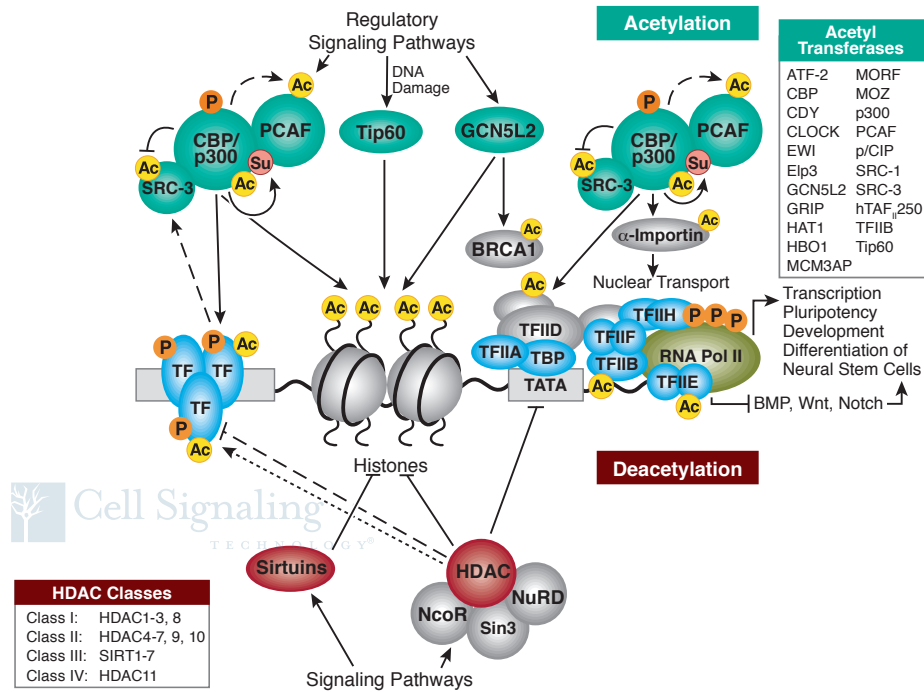 Regulatory
Signaling Pathways
Acetylation
Acetyl
Transferases
ATF-2 MORF
CBP MOZ
CDY p300
CLOCK PCAF
EWI p/CIP
Elp3 SRC-1
GCN5L2 SRC-3
GRIP hTAFII250
HAT1 TFIIB
HBO1 Tip60
MCM3AP
DNA
Damage
Ac
P
CBP/
p300
PCAF
Ac
SRC-3
Su
Ac
Tip60
GCN5L2
Ac
P
CBP/
p300
PCAF
Ac
SRC-3
Su
Ac
Ac
BRCA1
Ac
α-Importin
Nuclear Transport
Ac
Ac Ac Ac Ac
TFIID
TFIIA
TBP
TATA
TFIIH
P P P
TFIIF
TFIIB
RNA Pol II
TFIIE
Ac
Ac
Transcription
Pluripotency
Development
Differentiation of
Neural Stem Cells
BMP, Wnt, Notch
P
P
Ac
TF
TF
TF
P
Ac
Histones
Deacetylation
Cell Signaling
TECHNOLOGY®
Sirtuins
HDAC
NcoR
Sin3
NuRD
Signaling Pathways
HDAC Classes
Class I: HDAC1-3, 8
Class II: HDAC4-7, 9, 10
Class III: SIRT1-7
Class IV: HDAC11